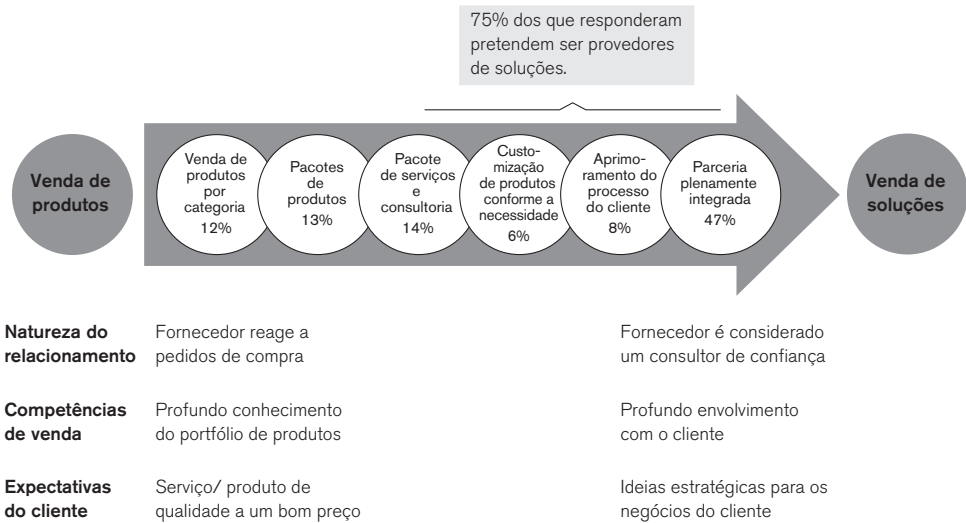 75% dos que responderam
pretendem ser provedores
de soluções.
Venda de
produtos
Venda de
produtos
por
categoria
12%
Pacotes
de
produtos
13%
Pacote
de serviços
e
consultoria
14%
Custo-
mização
de produtos
conforme a
necessidade
6%
Aprimo-
ramento do
processo
do cliente
8%
Parceria
plenamente
integrada
47%
Venda de
soluções
Natureza do
relacionamento
Fornecedor reage a
pedidos de compra
Fornecedor é considerado
um consultor de confiança
Competências
de venda
Profundo conhecimento
do portfólio de produtos
Profundo envolvimento
com o cliente
Expectativas
do cliente
Serviço/ produto de
qualidade a um bom preço
Ideias estratégicas para os
negócios do cliente